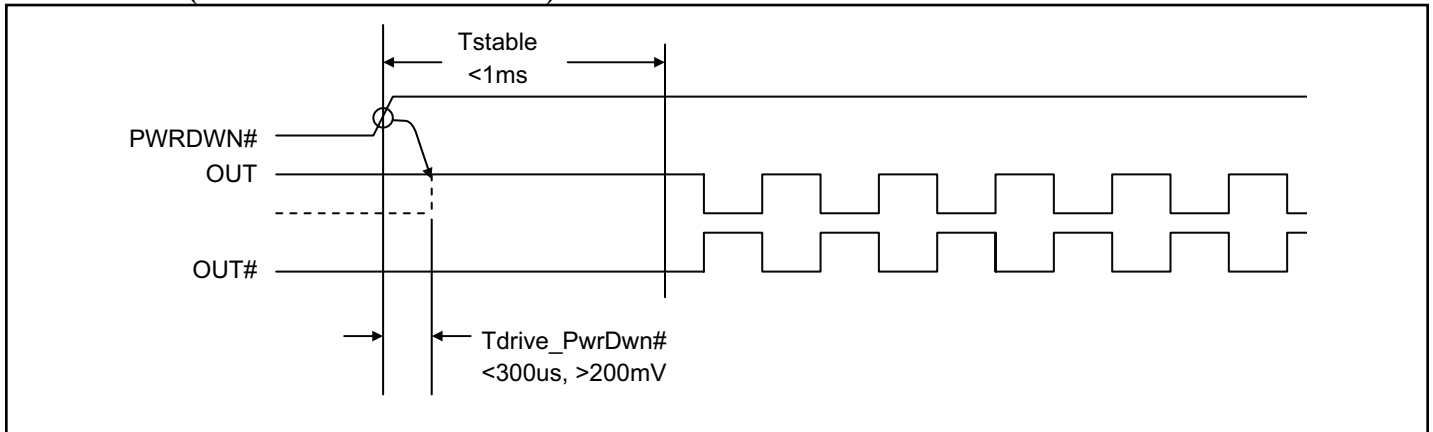 Tstable
<1ms
PWRDWN#
OUT
OUT#
Tdrive_PwrDwn#
<300us, >200mV